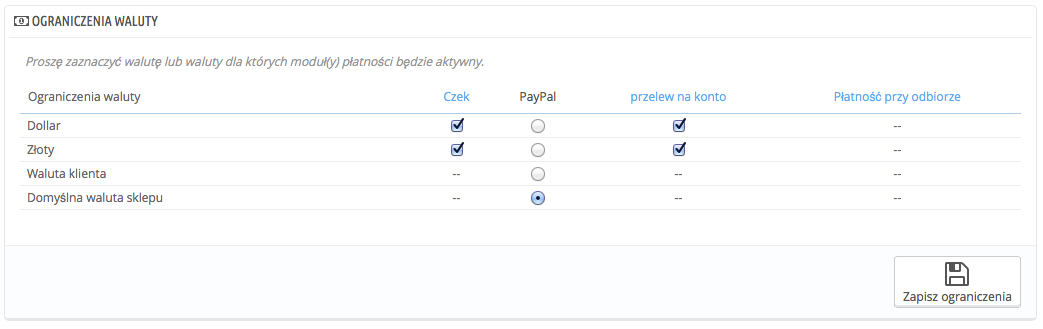 OGRANICZENIA WALUTY
Proszę zaznaczyć walutę lub waluty dla których moduł(y) płatności będzie aktywny.
Ograniczenia waluty Czek PayPal przelew na konto Płatność przy odbiorze
Dollar --
Złoty --
Waluta klienta -- -- --
Domyślna waluta sklepu -- -- --
Zapisz ograniczenia